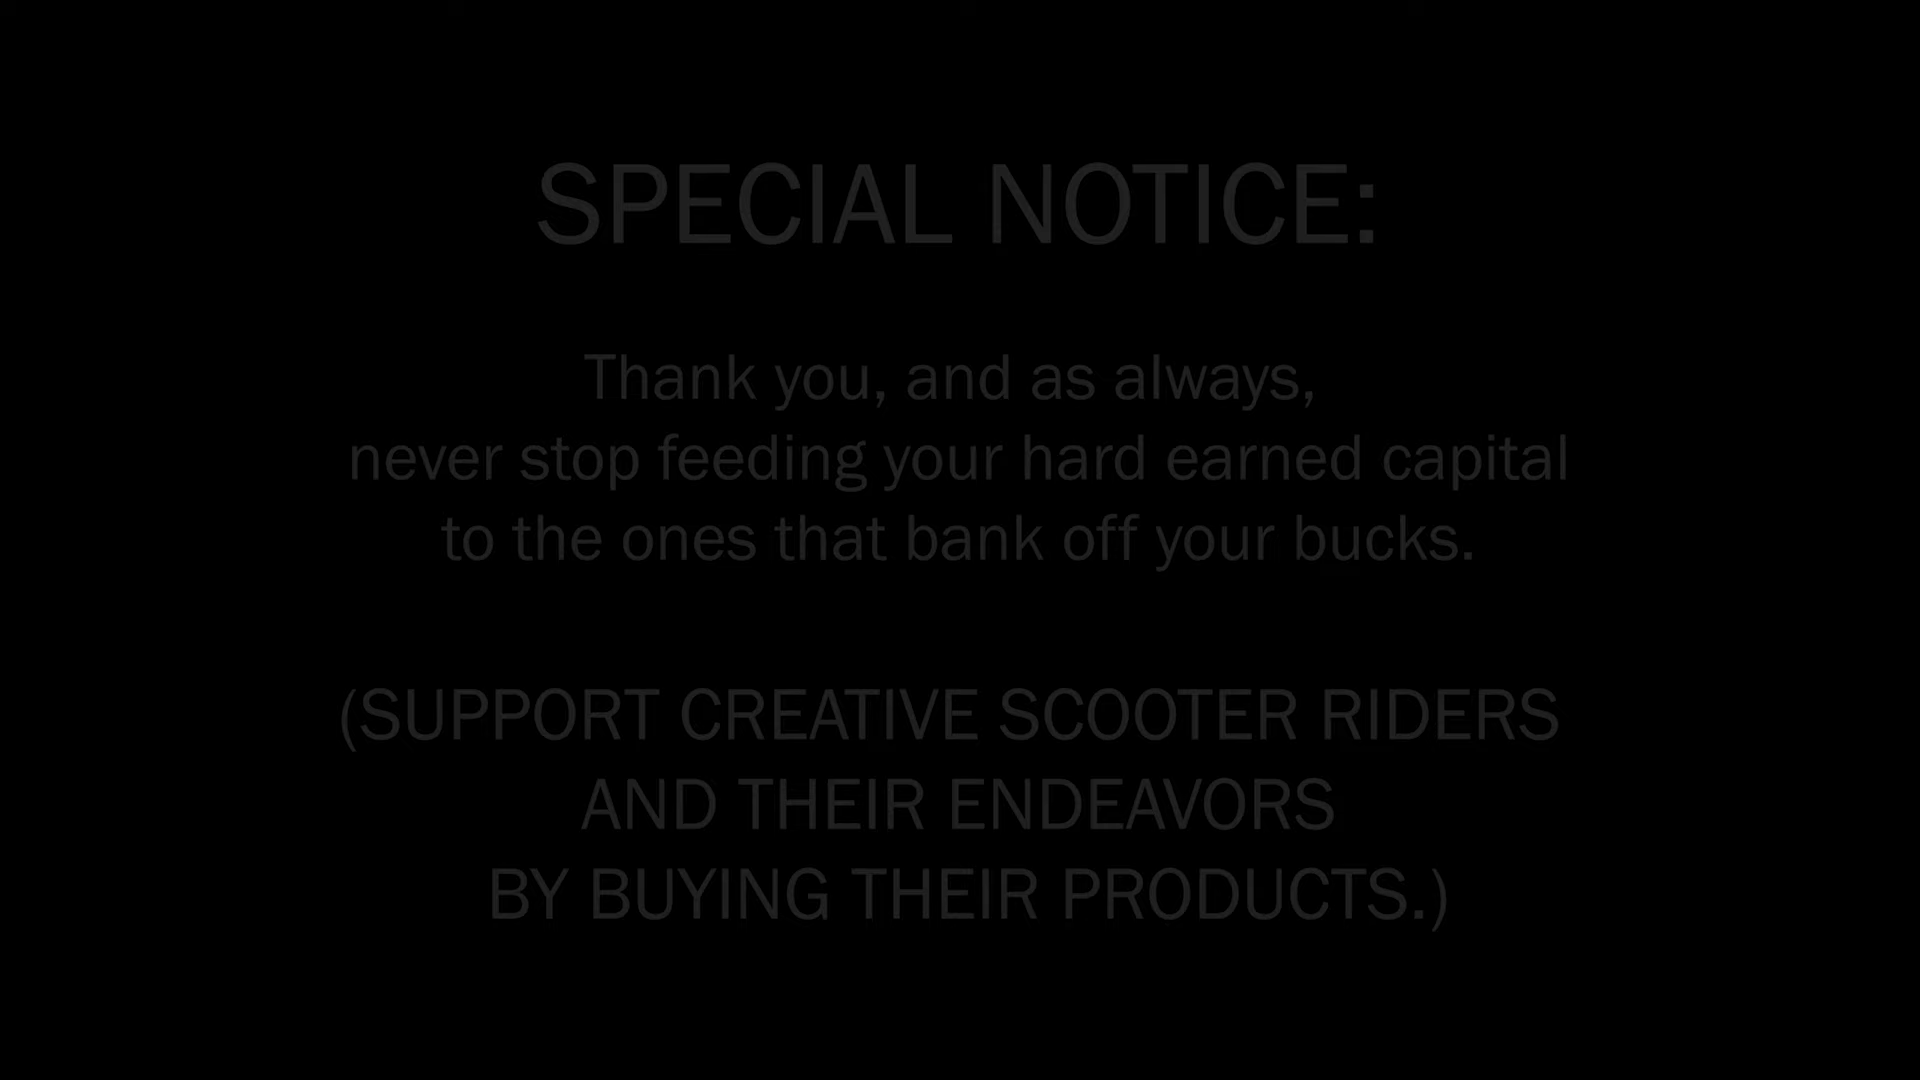 SPECIAL NOTICE:
Thank you, and as always,
never stop feeding your hard earned capital
to the ones that bank off your bucks.
(SUPPORT CREATIVE SCOOTER RIDERS
AND THEIR ENDEAVORS
BY BUYING THEIR PRODUCTS.)